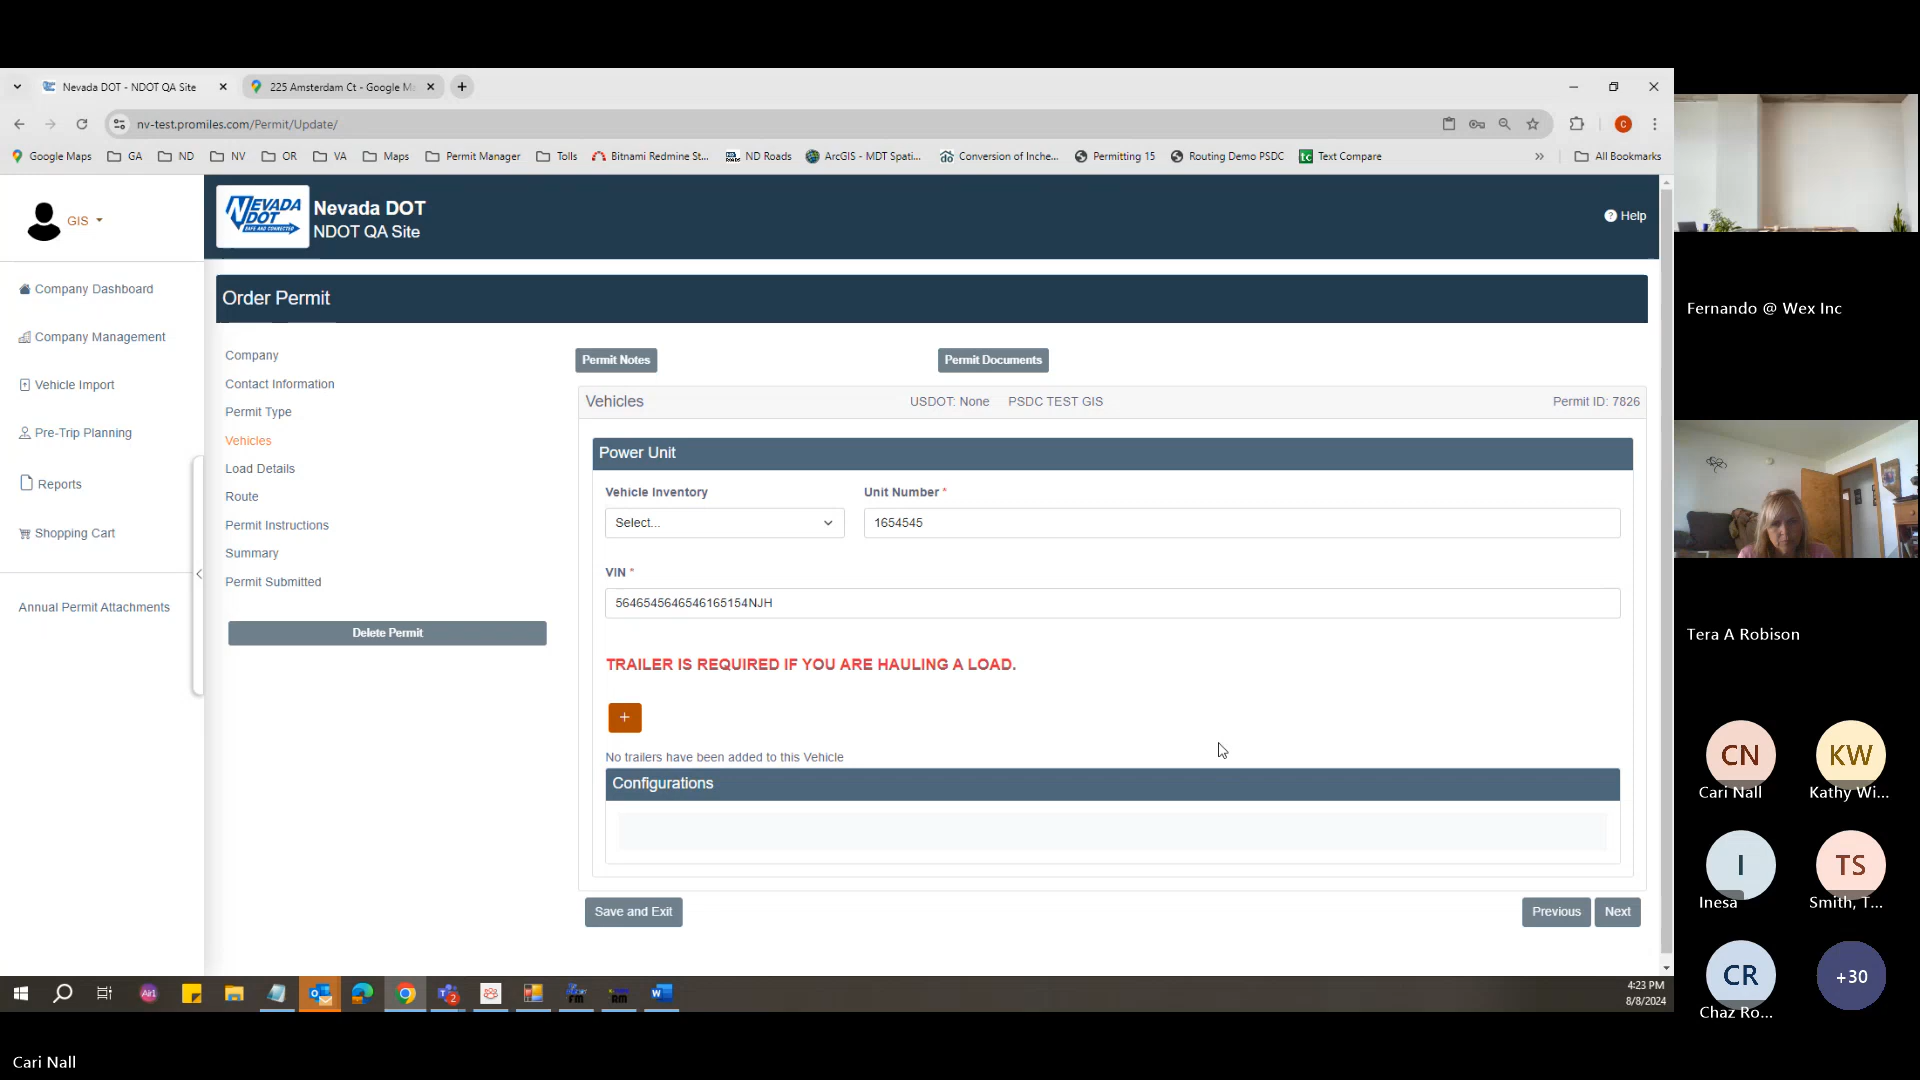 Nevada DOT - NDOT QA Site
225 Amsterdam Ct - Google M
nv-test.promiles.com/Permit/Update/
C
Google Maps GA ND NV OR VA Maps Permit Manager Tolls Bitnami Redmine St... ND Roads ArcGIS - MDT Spati... Conversion of Inche... Permitting 15 Routing Demo PSDC tc Text Compare » All Bookmarks
GIS
NEVADA DOT
SAFE AND CONNECTED
Nevada DOT
NDOT QA Site
Help
Company Dashboard
Company Management
Vehicle Import
Pre-Trip Planning
Reports
Shopping Cart
Annual Permit Attachments
Order Permit
Company
Contact Information
Permit Type
Vehicles
Load Details
Route
Permit Instructions
Summary
Permit Submitted
Delete Permit
Permit Notes
Permit Documents
Vehicles USDOT: None PSDC TEST GIS Permit ID: 7826
Power Unit
Vehicle Inventory Unit Number *
Select... 1654545
VIN *
5646545646546165154NJH
TRAILER IS REQUIRED IF YOU ARE HAULING A LOAD.
+
No trailers have been added to this Vehicle
Configurations
Save and Exit
Previous Next
4:23 PM
8/8/2024
Fernando @ Wex Inc
Tera A Robison
CN
Cari Nall
KW
Kathy Wi...
I
Inesa
TS
Smith, T...
CR
Chaz Ro...
+30
Cari Nall